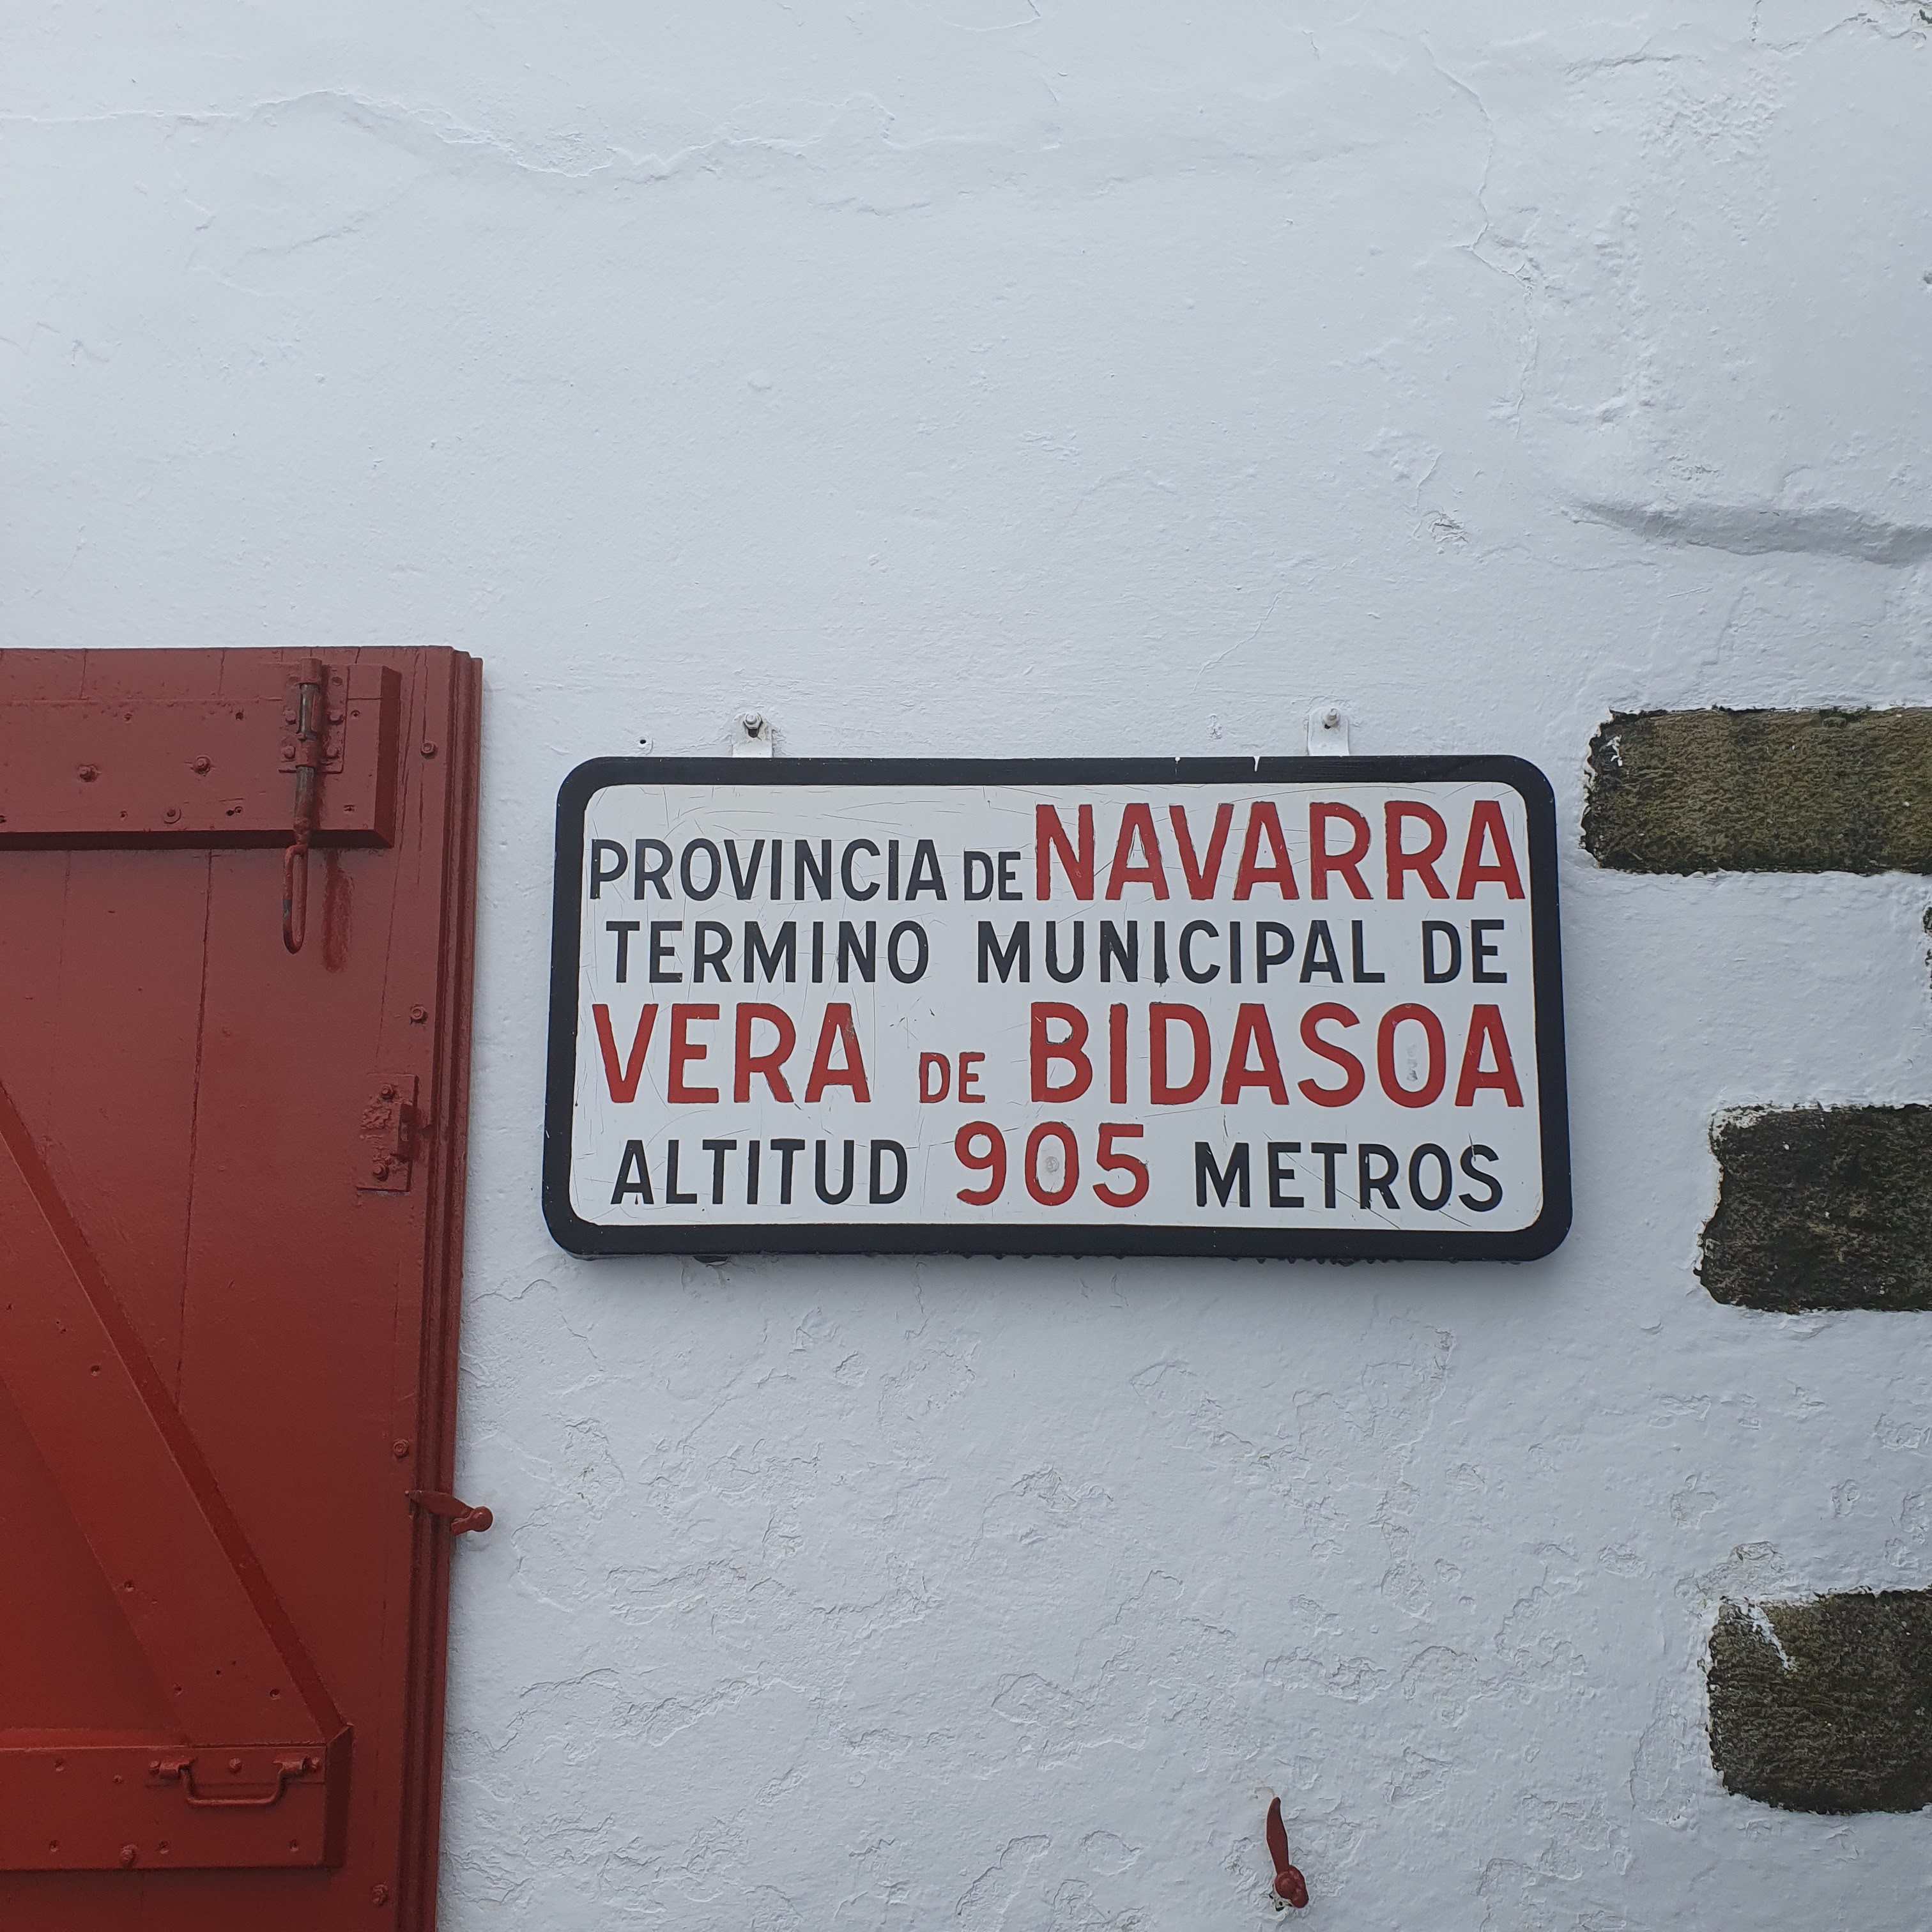 PROVINCIA DE NAVARRA
TERMINO MUNICIPAL DE
VERA DE BIDASOA
ALTITUD 905 METROS